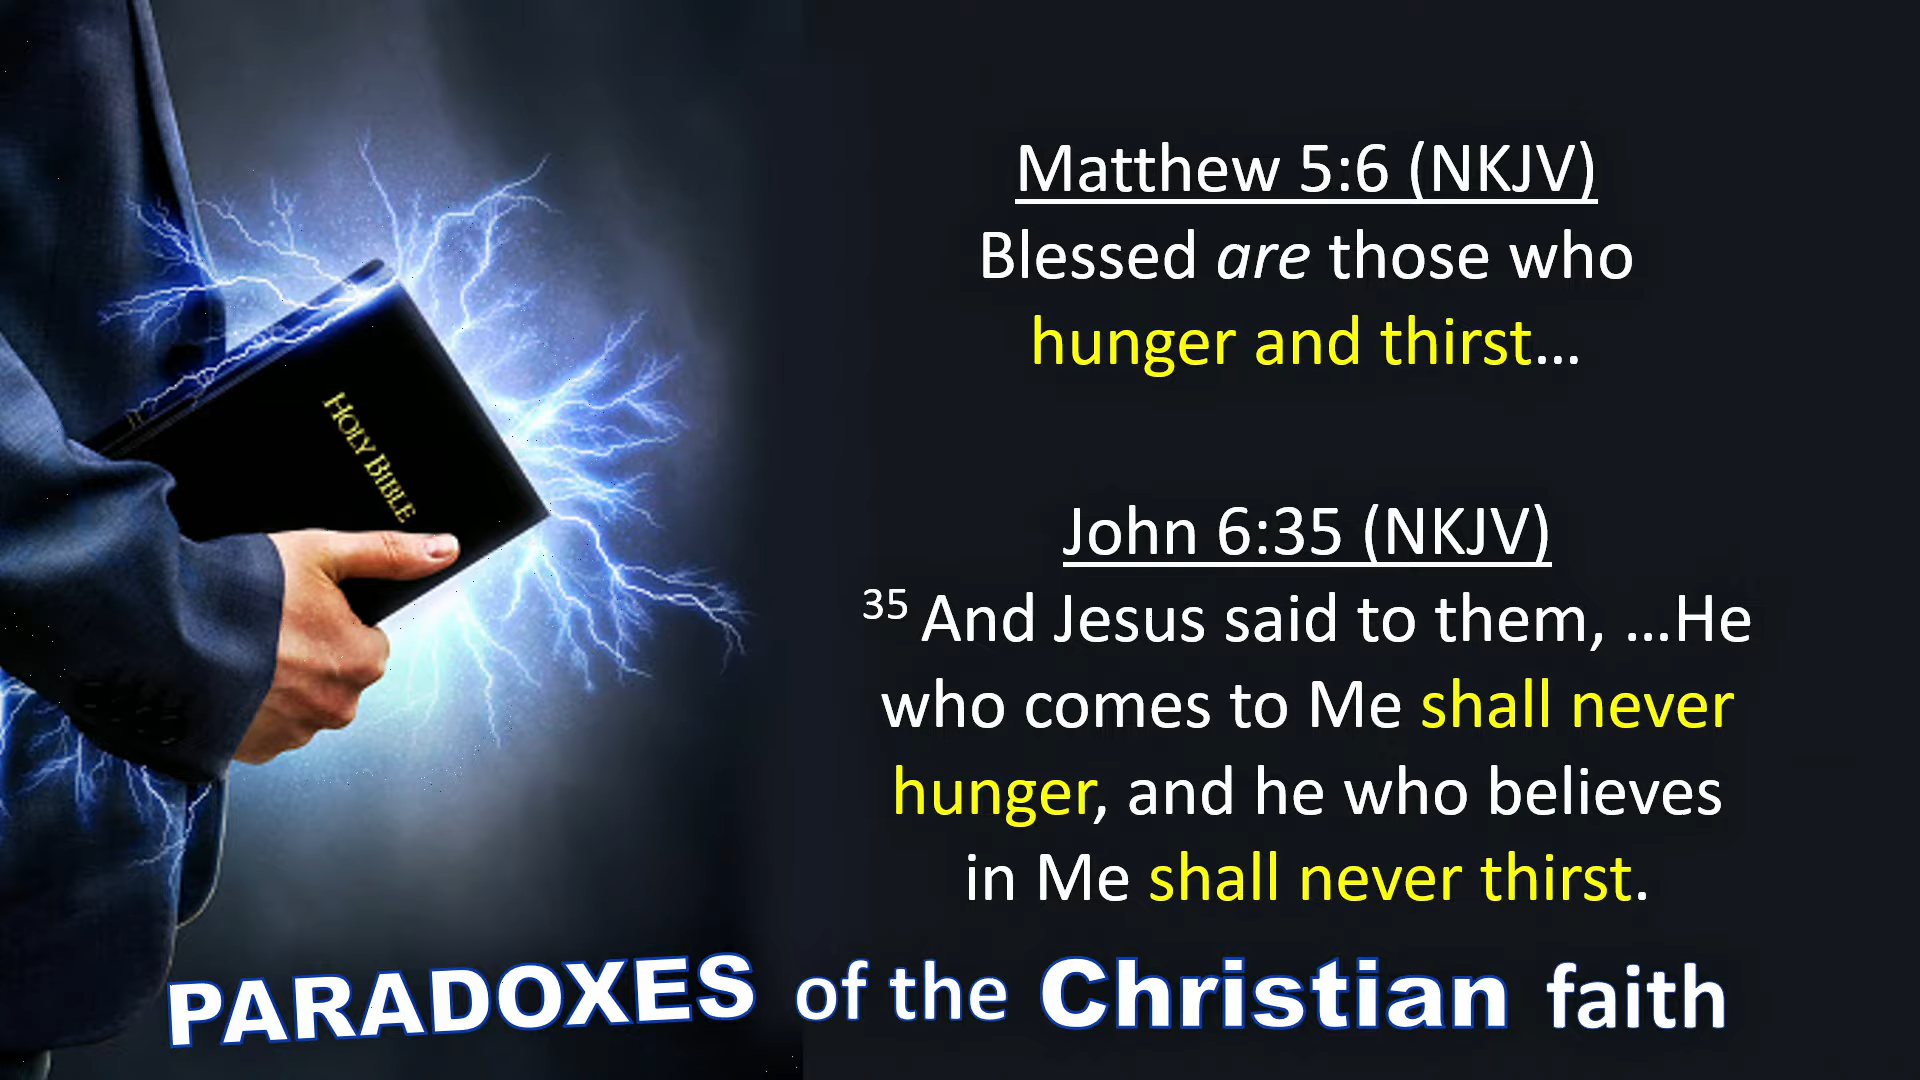 HOLY BIBLE
Matthew 5:6 (NKJV)
Blessed are those who
hunger and thirst…
John 6:35 (NKJV)
35 And Jesus said to them, …He
who comes to Me shall never
hunger, and he who believes
in Me shall never thirst.
PARADOXES of the Christian faith